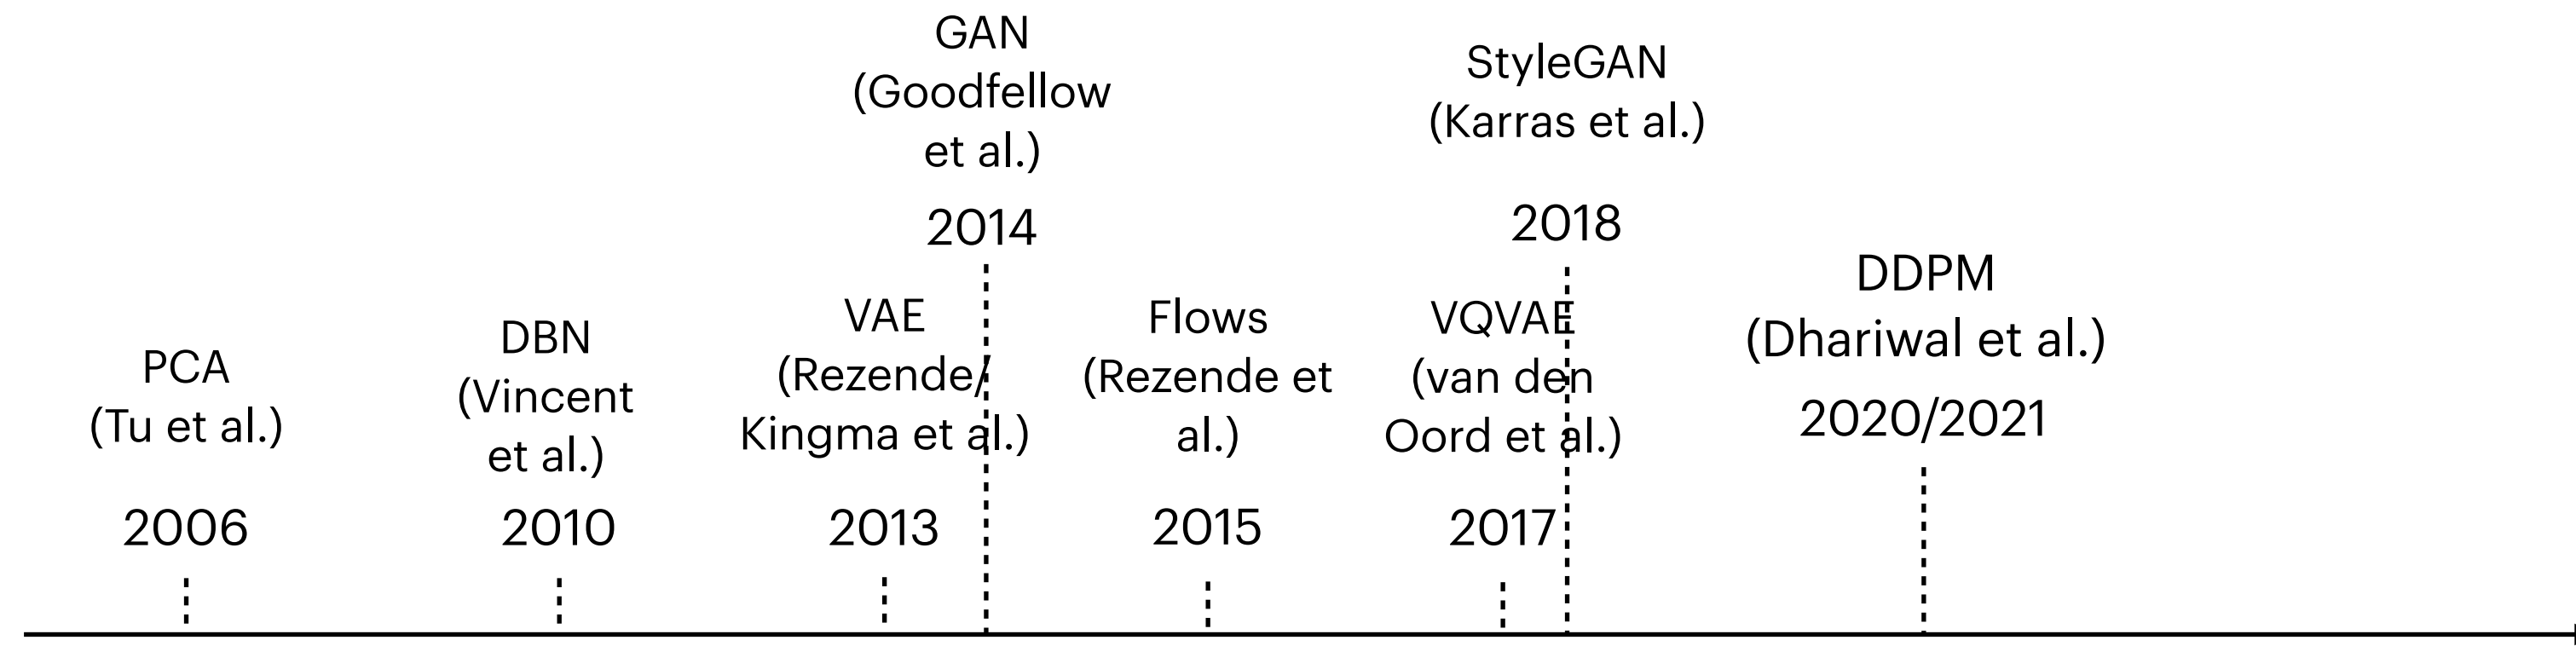 PCA
(Tu et al.)
2006
DBN
(Vincent
et al.)
2010
VAE
(Rezende/
Kingma et al.)
2013
GAN
(Goodfellow
et al.)
2014
Flows
(Rezende et
al.)
2015
VQVAE
(van den
Oord et al.)
2017
StyleGAN
(Karras et al.)
2018
DDPM
(Dhariwal et al.)
2020/2021